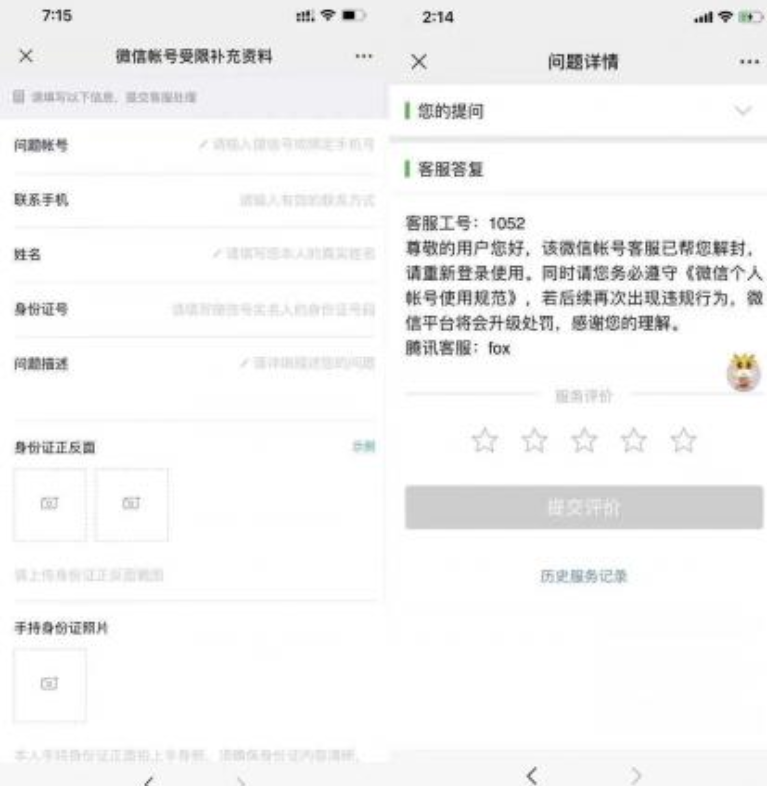 7:15
微信帐号受限补充资料
请填写以下信息，提交客服处理
问题帐号
请输入微信号或绑定手机号
联系手机
请输入有效的联系方式
姓名
请填写您本人的真实姓名
身份证号
请填写微信号实名人的身份证号码
问题描述
请详细描述您的问题
身份证正反面
示例
请上传身份证正反面截图
手持身份证照片
本人手持身份证正面拍上半身照，须确保身份证内容清晰，
2:14
问题详情
您的提问
客服答复
客服工号：1052
尊敬的用户您好，该微信帐号客服已帮您解封，
请重新登录使用。同时请您务必遵守《微信个人
帐号使用规范》，若后续再次出现违规行为，微
信平台将会升级处罚，感谢您的理解。
腾讯客服：fox
服务评价
提交评价
历史服务记录